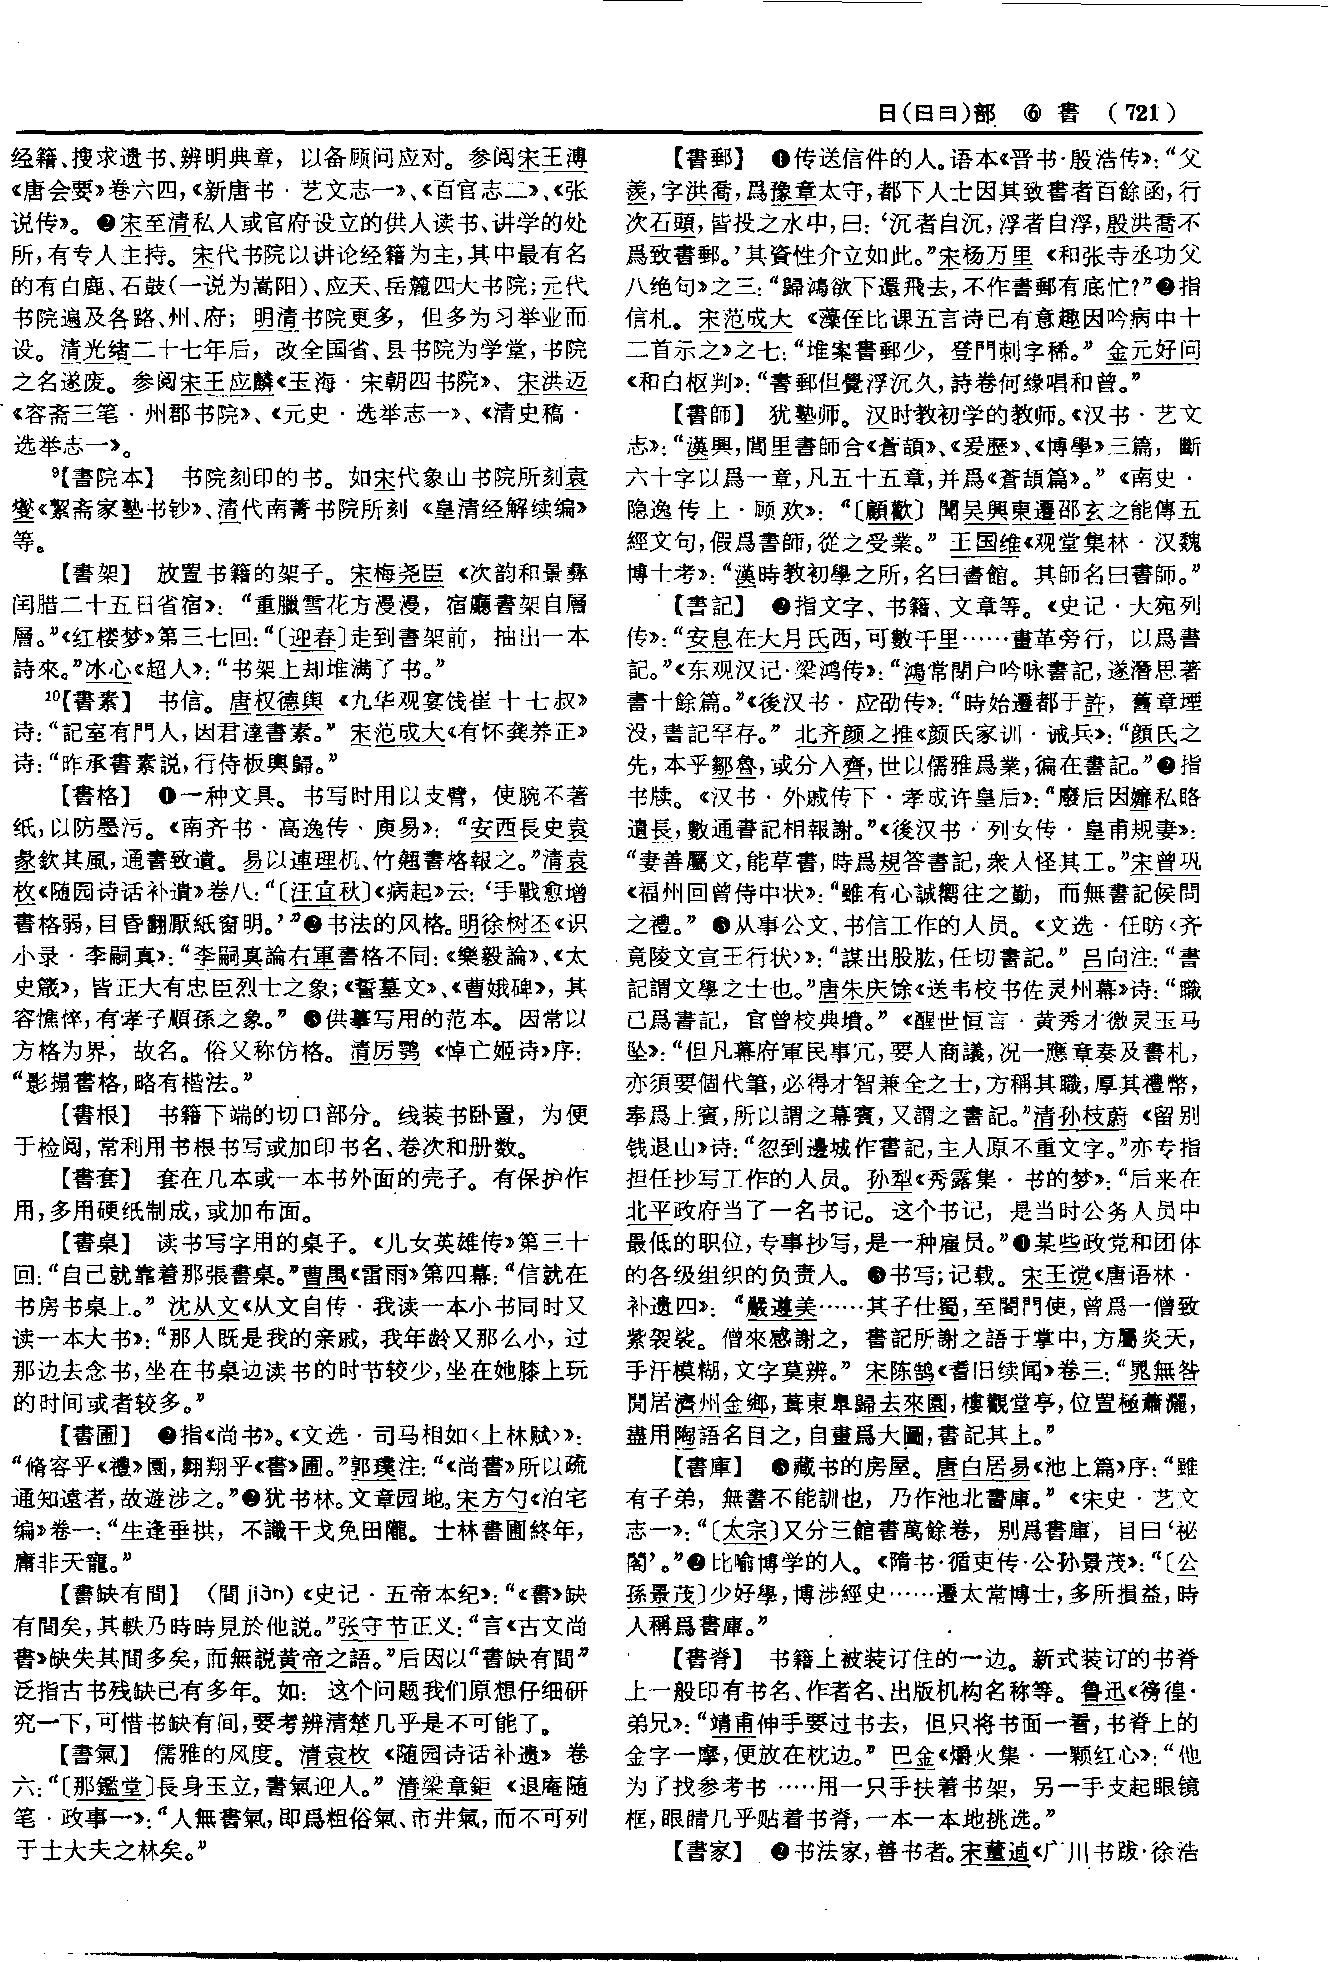 日(日曰)部 ⑥ 書 (721)
经籍、搜求遗书、辨明典章，以备顾问应对。参阅宋王溥
《唐会要》卷六四，《新唐书·艺文志一》、《百官志二》、《张
说传》。❷宋至清私人或官府设立的供人读书、讲学的处
所，有专人主持。宋代书院以讲论经籍为主，其中最有名
的有白鹿、石鼓(一说为嵩阳)、应天、岳麓四大书院；元代
书院遍及各路、州、府；明清书院更多，但多为习举业而
设。清光绪二十七年后，改全国省、县书院为学堂，书院
之名遂废。参阅宋王应麟《玉海·宋朝四书院》、宋洪迈
《容斋三笔·州郡书院》、《元史·选举志一》、《清史稿·
选举志一》。
⁹【書院本】 书院刻印的书。如宋代象山书院所刻袁
燮《絜斋家塾书钞》、清代南菁书院所刻《皇清经解续编》
等。
【書架】 放置书籍的架子。宋梅尧臣《次韵和景彝
闰腊二十五日省宿》：“重臘雪花方漫漫，宿廳書架自層
層。”《红楼梦》第三七回：“〔迎春〕走到書架前，抽出一本
詩來。”冰心《超人》：“书架上却堆满了书。”
¹⁰【書素】 书信。唐权德舆《九华观宴饯崔十七叔》
诗：“記室有門人，因君達書素。”宋范成大《有怀龚养正》
诗：“昨承書素説，行侍板輿歸。”
【書格】 ❶一种文具。书写时用以支臂，使腕不著
纸，以防墨污。《南齐书·高逸传·庾易》：“安西長史袁
彖欽其風，通書致遺。易以連理机、竹翹書格報之。”清袁
枚《随园诗话补遺》卷八：“〔汪宜秋〕《病起》云：‘手戰愈增
書格弱，目昏翻厭紙窗明。’”❷书法的风格。明徐树丕《识
小录·李嗣真》：“李嗣真論右軍書格不同：《樂毅論》、《太
史箴》，皆正大有忠臣烈士之象；《誓墓文》、《曹娥碑》，其
容憔悴，有孝子順孫之象。”❸供摹写用的范本。因常以
方格为界，故名。俗又称仿格。清厉鹗《悼亡姬诗》序：
“影搨書格，略有楷法。”
【書根】 书籍下端的切口部分。线装书卧置，为便
于检阅，常利用书根书写或加印书名、卷次和册数。
【書套】 套在几本或一本书外面的壳子。有保护作
用，多用硬纸制成，或加布面。
【書桌】 读书写字用的桌子。《儿女英雄传》第三十
回：“自己就靠着那張書桌。”曹禺《雷雨》第四幕：“信就在
书房书桌上。”沈从文《从文自传·我读一本小书同时又
读一本大书》：“那人既是我的亲戚，我年龄又那么小，过
那边去念书，坐在书桌边读书的时节较少，坐在她膝上玩
的时间或者较多。”
【書圃】 ❶指《尚书》。《文选·司马相如〈上林赋〉》：
“脩容乎《禮》園，翱翔乎《書》圃。”郭璞注：“《尚書》所以疏
通知遠者，故遊涉之。”❷犹书林。文章园地。宋方勺《泊宅
编》卷一：“生逢垂拱，不識干戈免田隴。士林書圃終年，
庸非天寵。”
【書缺有間】 (間 jiàn)《史记·五帝本纪》：“《書》缺
有間矣，其軼乃時時見於他説。”张守节正义：“言《古文尚
書》缺失其間多矣，而無説黄帝之語。”后因以“書缺有間”
泛指古书残缺已有多年。如：这个问题我们原想仔细研
究一下，可惜书缺有间，要考辨清楚几乎是不可能了。
【書氣】 儒雅的风度。清袁枚《随园诗话补遗》卷
六：“〔那鑑堂〕長身玉立，書氣迎人。”清梁章鉅《退庵随
笔·政事一》：“人無書氣，即爲粗俗氣、市井氣，而不可列
于士大夫之林矣。”
【書郵】 ❶传送信件的人。语本《晋书·殷浩传》：“父
羨，字洪喬，爲豫章太守，都下人士因其致書者百餘函，行
次石頭，皆投之水中，曰：‘沉者自沉，浮者自浮，殷洪喬不
爲致書郵。’其資性介立如此。”宋杨万里《和张寺丞功父
八绝句》之三：“歸鴻欲下還飛去，不作書郵有底忙？”❷指
信札。宋范成大《藻侄比课五言诗已有意趣因吟病中十
二首示之》之七：“堆案書郵少，登門刺字稀。”金元好问
《和白枢判》：“書郵但覺浮沉久，詩卷何緣唱和曾。”
【書師】 犹塾师。汉时教初学的教师。《汉书·艺文
志》：“漢興，閭里書師合《蒼頡》、《爰歷》、《博學》三篇，斷
六十字以爲一章，凡五十五章，并爲《蒼頡篇》。”《南史·
隐逸传上·顾欢》：“〔顧歡〕聞吴興東遷邵玄之能傳五
經文句，假爲書師，從之受業。”王国维《观堂集林·汉魏
博士考》：“漢時教初學之所，名曰書館。其師名曰書師。”
【書記】 ❶指文字、书籍、文章等。《史记·大宛列
传》：“安息在大月氏西，可數千里……畫革旁行，以爲書
記。”《东观汉记·梁鸿传》：“鴻常閉户吟咏書記，遂潛思著
書十餘篇。”《後汉书·应劭传》：“時始遷都于許，舊章堙
没，書記罕存。”北齐颜之推《颜氏家训·诫兵》：“顔氏之
先，本乎鄒魯，或分入齊，世以儒雅爲業，徧在書記。”❷指
书牍。《汉书·外戚传下·孝成许皇后》：“廢后因孊私賂
遺長，數通書記相報謝。”《後汉书·列女传·皇甫规妻》：
“妻善屬文，能草書，時爲規答書記，衆人怪其工。”宋曾巩
《福州回曾侍中状》：“雖有心誠嚮往之勤，而無書記候問
之禮。”❸从事公文、书信工作的人员。《文选·任昉〈齐
竟陵文宣王行状〉》：“謀出股肱，任切書記。”吕向注：“書
記謂文學之士也。”唐朱庆馀《送韦校书佐灵州幕》诗：“職
已爲書記，官曾校典墳。”《醒世恒言·黄秀才徼灵玉马
坠》：“但凡幕府軍民事冗，要人商議，况一應章奏及書札，
亦須要個代筆，必得才智兼全之士，方稱其職，厚其禮幣，
奉爲上賓，所以謂之幕賓，又謂之書記。”清孙枝蔚《留别
钱退山》诗：“忽到邊城作書記，主人原不重文字。”亦专指
担任抄写工作的人员。孙犁《秀露集·书的梦》：“后来在
北平政府当了一名书记。这个书记，是当时公务人员中
最低的职位，专事抄写，是一种雇员。”❹某些政党和团体
的各级组织的负责人。❺书写；记载。宋王谠《唐语林·
补遗四》：“嚴遵美……其子仕蜀，至閤門使，曾爲一僧致
紫袈裟。僧來感謝之，書記所謝之語于掌中，方屬炎天，
手汗模糊，文字莫辨。”宋陈鹄《耆旧续闻》卷三：“晁無咎
閑居濟州金鄉，葺東臯歸去來園，樓觀堂亭，位置極蕭灑，
盡用陶語名目之，自畫爲大圖，書記其上。”
【書庫】 ❶藏书的房屋。唐白居易《池上篇》序：“雖
有子弟，無書不能訓也，乃作池北書庫。”《宋史·艺文
志一》：“〔太宗〕又分三館書萬餘卷，别爲書庫，目曰‘祕
閣’。”❷比喻博学的人。《隋书·循吏传·公孙景茂》：“〔公
孫景茂〕少好學，博涉經史……遷太常博士，多所損益，時
人稱爲書庫。”
【書脊】 书籍上被装订住的一边。新式装订的书脊
上一般印有书名、作者名、出版机构名称等。鲁迅《徬徨·
弟兄》：“靖甫伸手要过书去，但只将书面一看，书脊上的
金字一摩，便放在枕边。”巴金《爝火集·一颗红心》：“他
为了找参考书……用一只手扶着书架，另一手支起眼镜
框，眼睛几乎贴着书脊，一本一本地挑选。”
【書家】 ❶书法家，善书者。宋董逌《广川书跋·徐浩